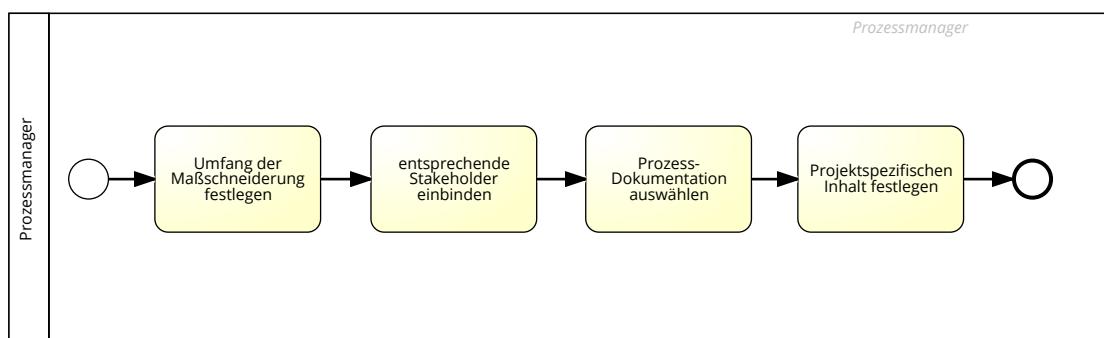 Prozessmanager
Prozessmanager
Umfang der
Maßschneiderung
festlegen
entsprechende
Stakeholder
einbinden
Prozess-
Dokumentation
auswählen
Projektspezifischen
Inhalt festlegen